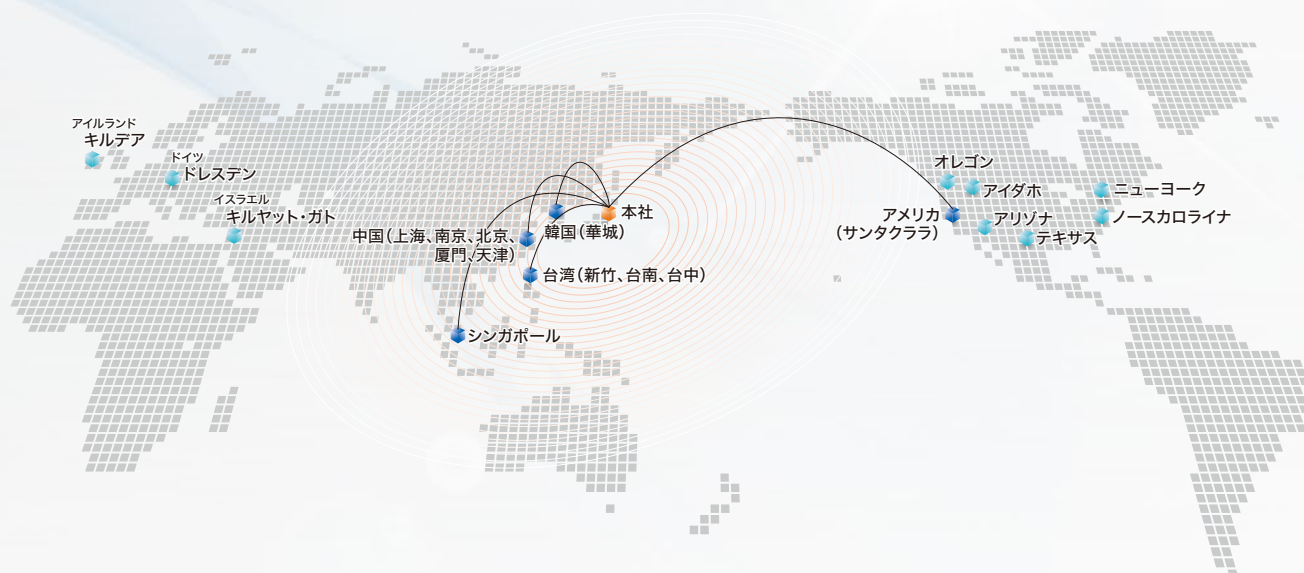 アイルランド
キルデア
ドイツ
ドレスデン
イスラエル
キルヤット・ガト
中国（上海、南京、北京、
厦門、天津）
韓国（華城）
本社
台湾（新竹、台南、台中）
シンガポール
アメリカ
（サンタクララ）
オレゴン
アイダホ
アリゾナ
テキサス
ニューヨーク
ノースカロライナ